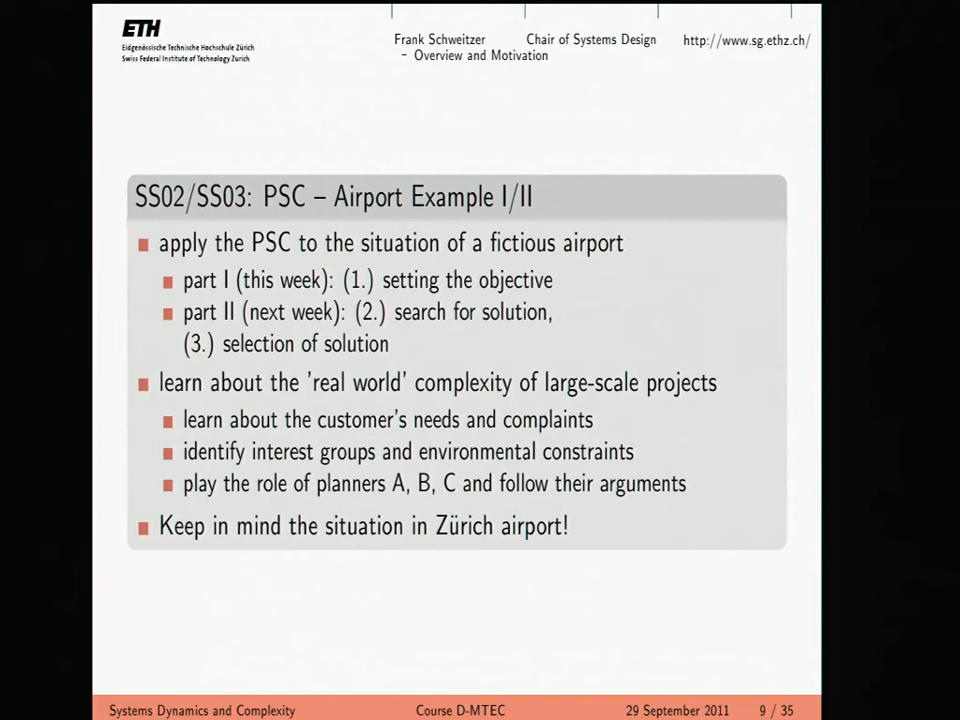 ETH
Eidgenössische Technische Hochschule Zürich
Swiss Federal Institute of Technology Zurich
Frank Schweitzer Chair of Systems Design http://www.sg.ethz.ch/
– Overview and Motivation
SS02/SS03: PSC – Airport Example I/II
apply the PSC to the situation of a fictious airport
part I (this week): (1.) setting the objective
part II (next week): (2.) search for solution,
(3.) selection of solution
learn about the 'real world' complexity of large-scale projects
learn about the customer's needs and complaints
identify interest groups and environmental constraints
play the role of planners A, B, C and follow their arguments
Keep in mind the situation in Zürich airport!
Systems Dynamics and Complexity Course D-MTEC 29 September 2011 9 / 35